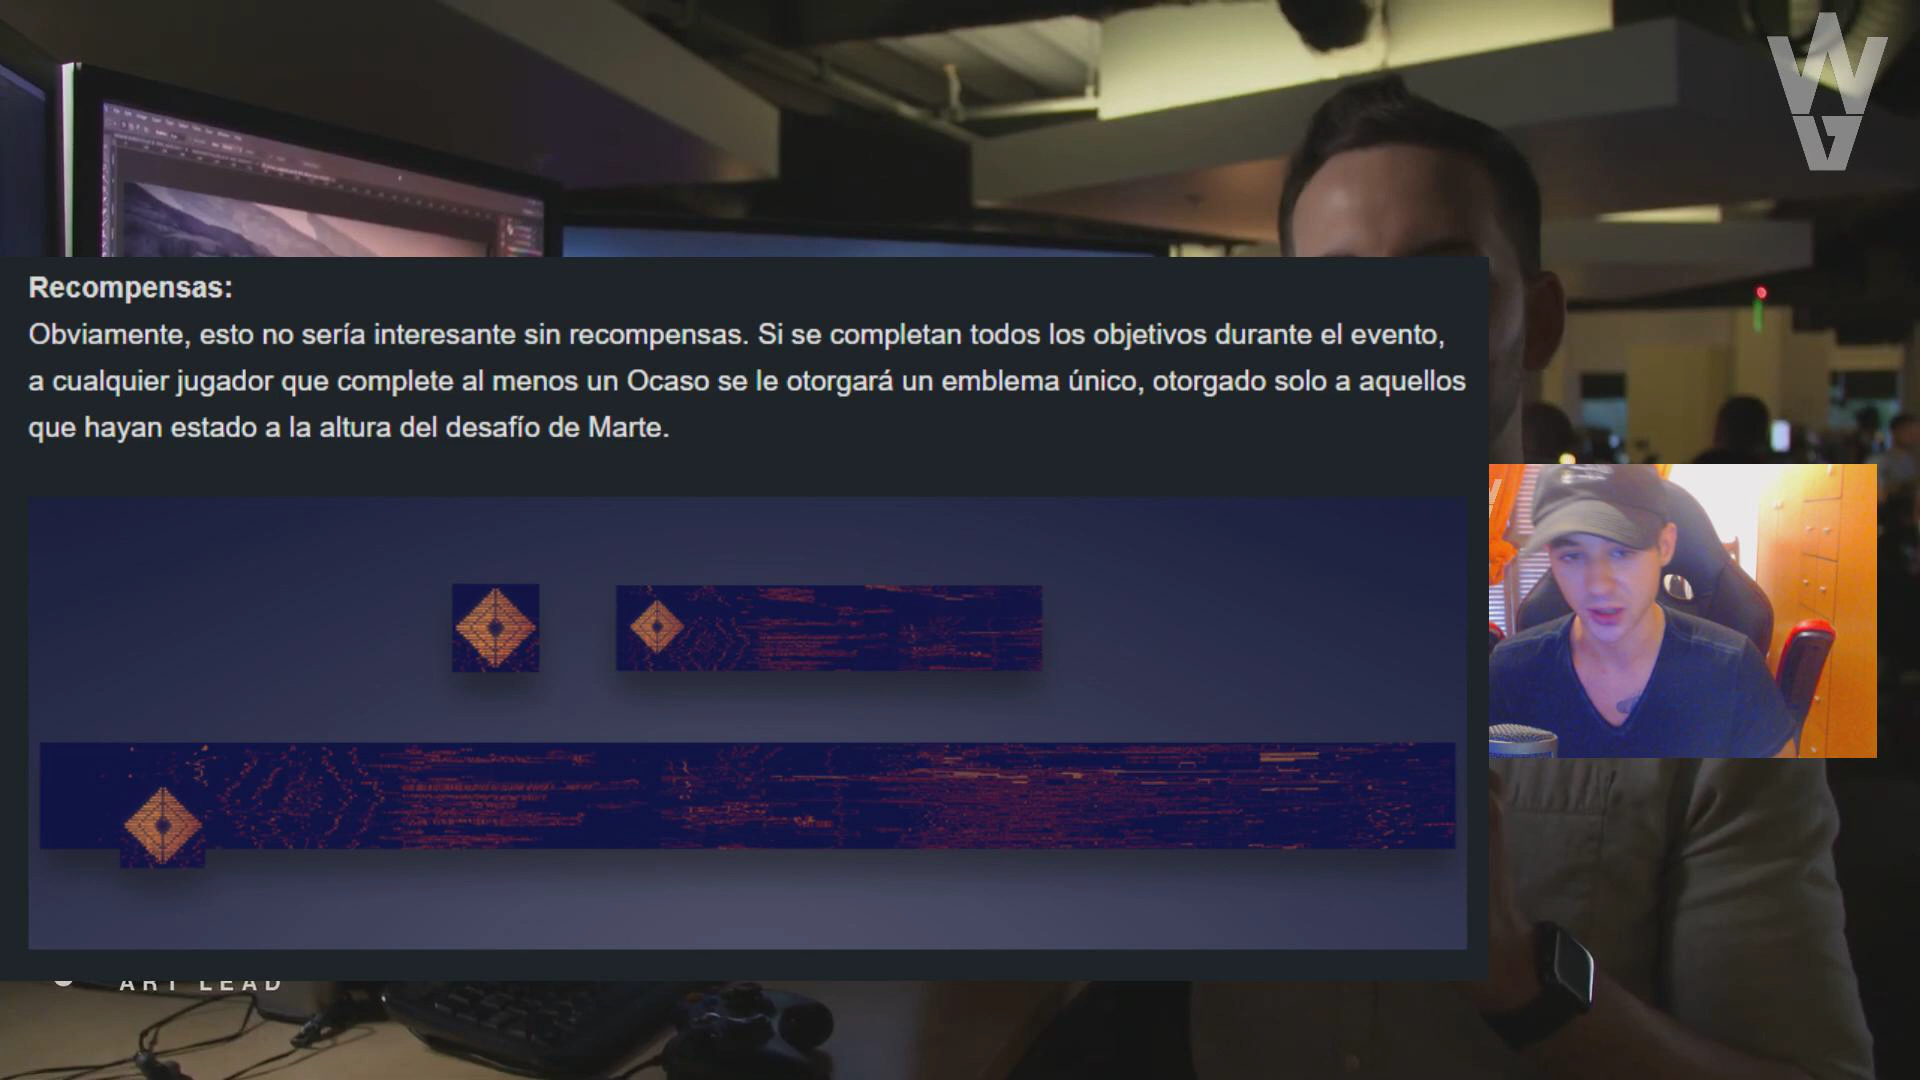 WG
Recompensas:
Obviamente, esto no sería interesante sin recompensas. Si se completan todos los objetivos durante el evento,
a cualquier jugador que complete al menos un Ocaso se le otorgará un emblema único, otorgado solo a aquellos
que hayan estado a la altura del desafío de Marte.
ART LEAD